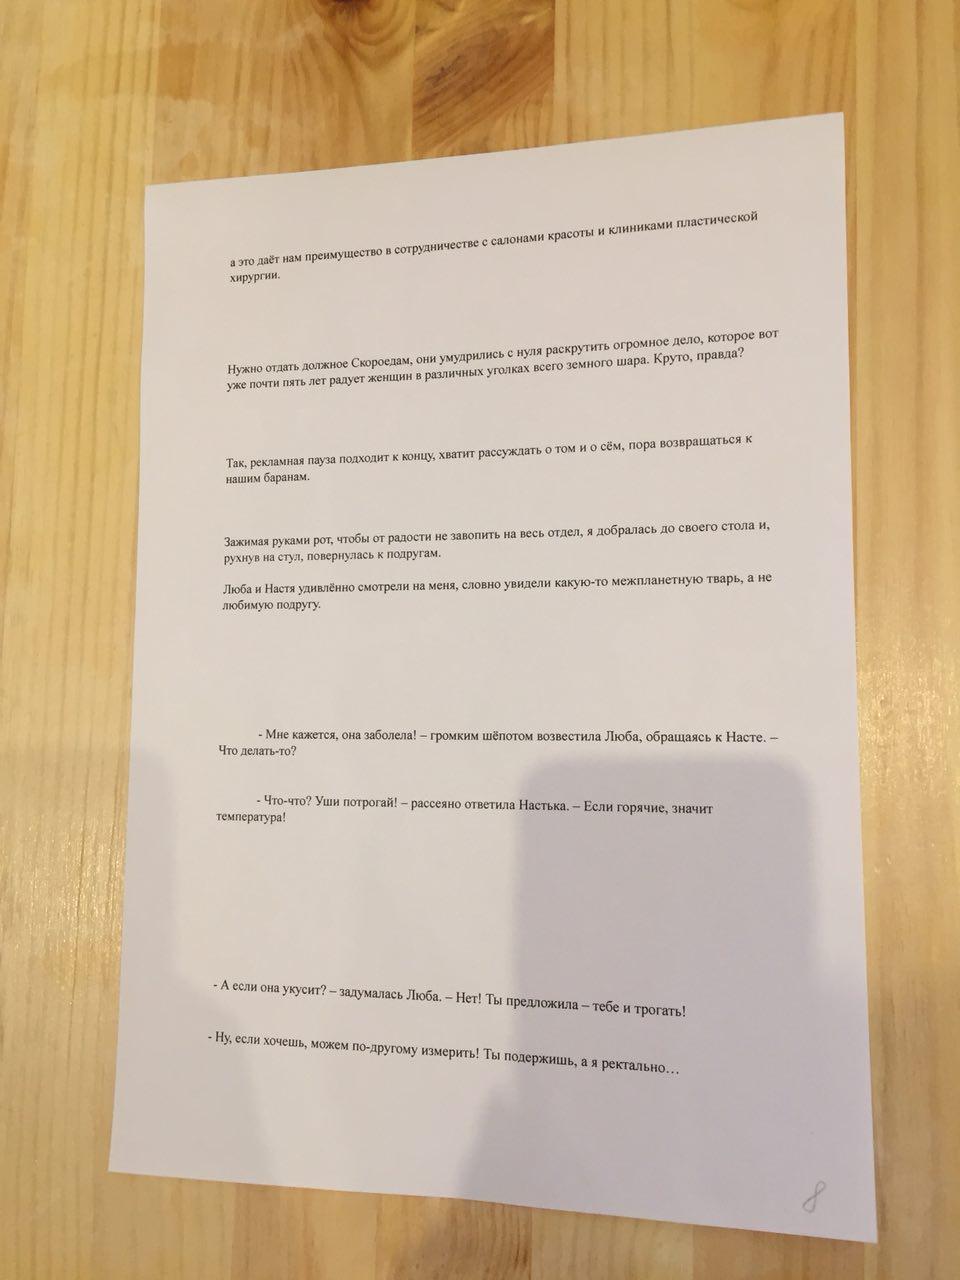 а это даёт нам преимущество в сотрудничестве с салонами красоты и клиниками пластической
хирургии.
Нужно отдать должное Скороедам, они умудрились с нуля раскрутить огромное дело, которое вот
уже почти пять лет радует женщин в различных уголках всего земного шара. Круто, правда?
Так, рекламная пауза подходит к концу, хватит рассуждать о том и о сём, пора возвращаться к
нашим баранам.
Зажимая руками рот, чтобы от радости не завопить на весь отдел, я добралась до своего стола и,
рухнув на стул, повернулась к подругам.
Люба и Настя удивлённо смотрели на меня, словно увидели какую-то межпланетную тварь, а не
любимую подругу.
- Мне кажется, она заболела! – громким шёпотом возвестила Люба, обращаясь к Насте. –
Что делать-то?
- Что-что? Уши потрогай! – рассеяно ответила Настька. – Если горячие, значит
температура!
- А если она укусит? – задумалась Люба. – Нет! Ты предложила – тебе и трогать!
- Ну, если хочешь, можем по-другому измерить! Ты подержишь, а я ректально…
8